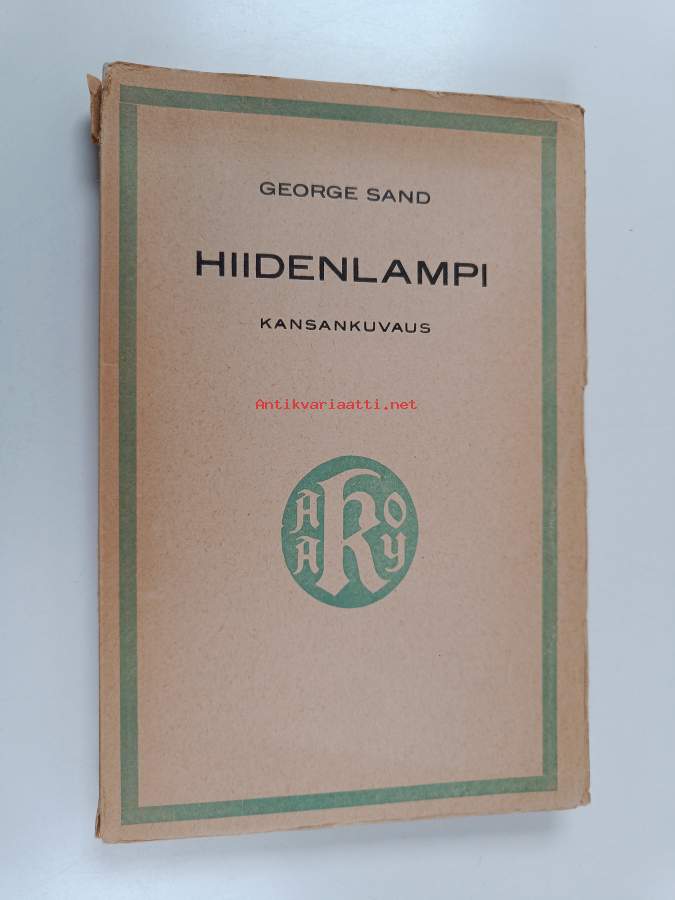 GEORGE SAND
HIIDENLAMPI
KANSANKUVAUS
Antikvariaatti.net
A K O
A Y